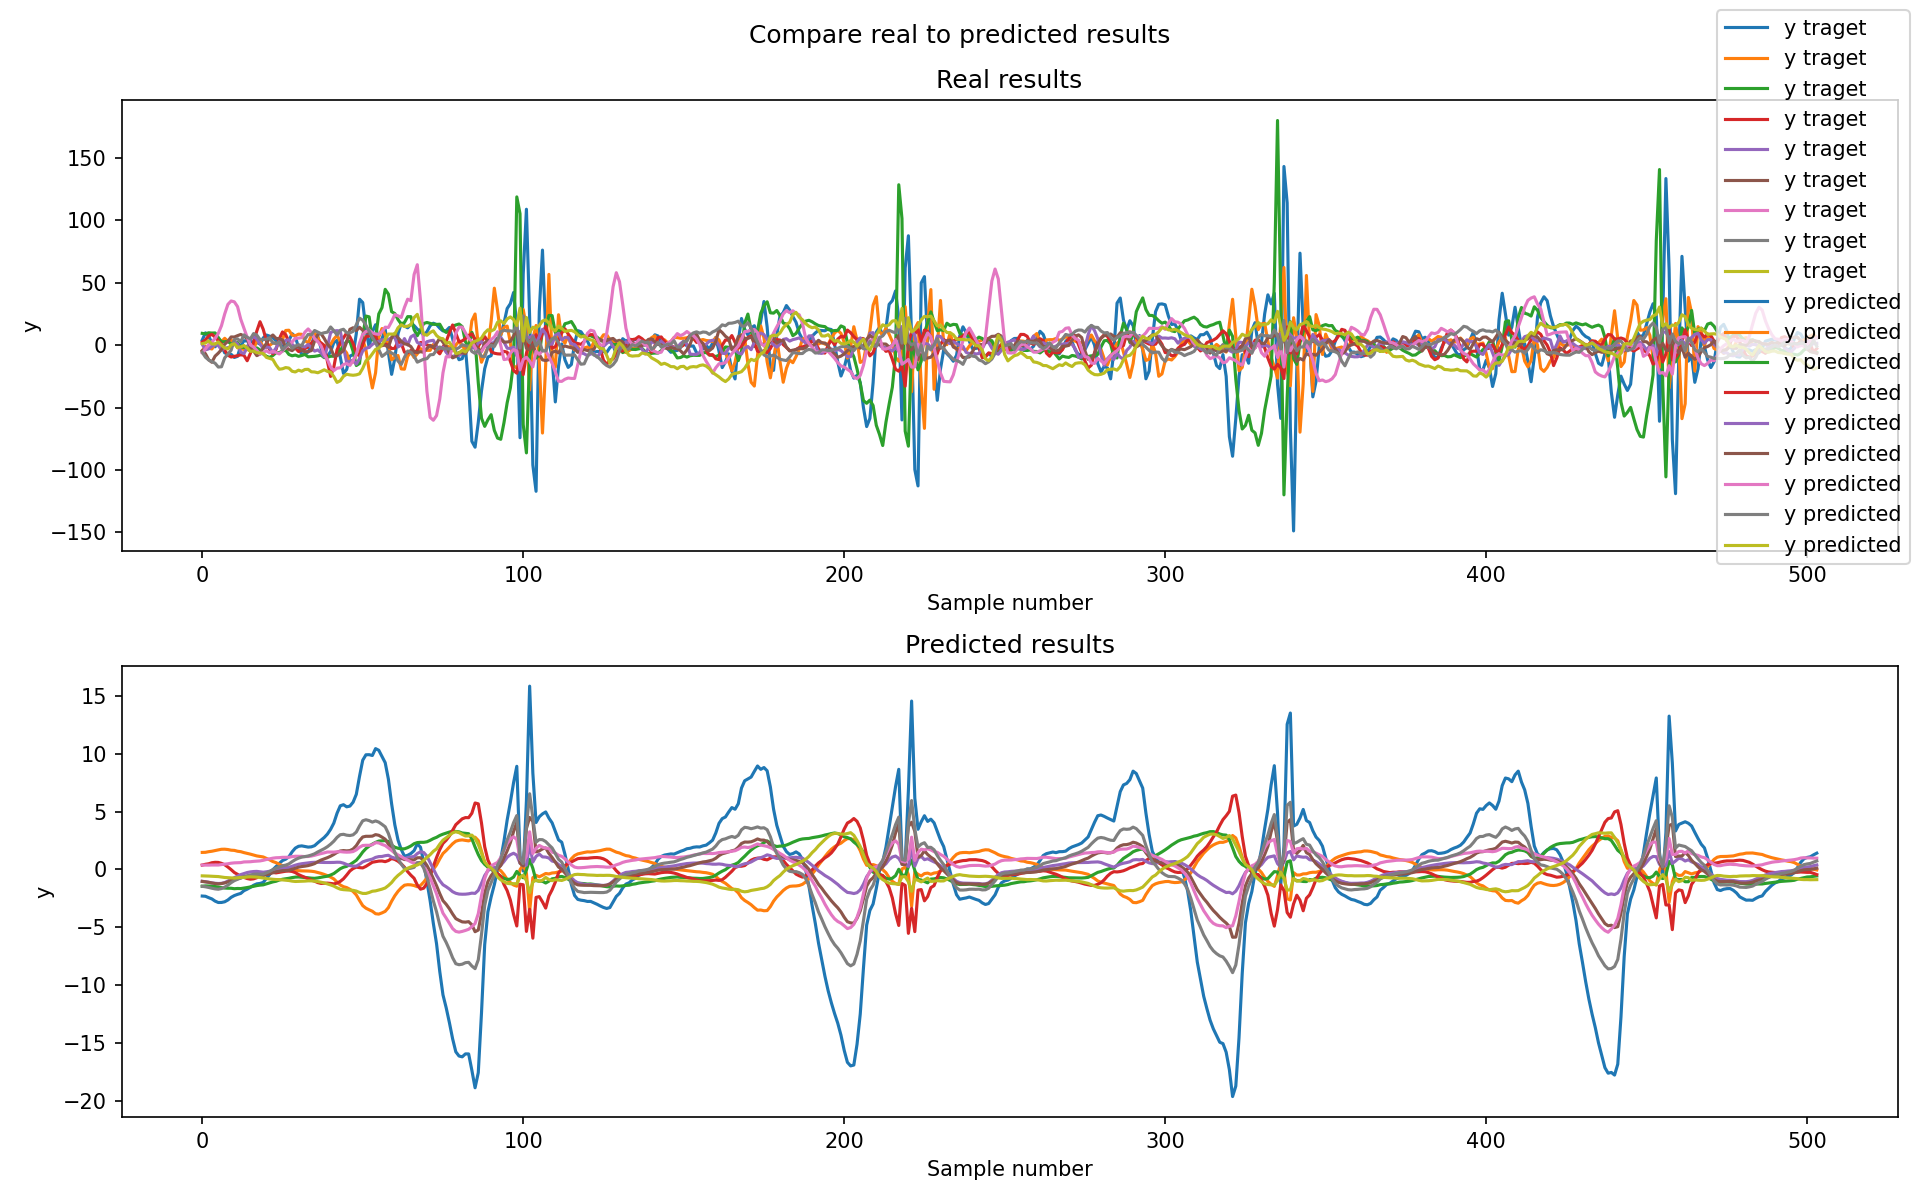 Compare real to predicted results
Real results
y traget
y traget
y traget
y traget
y traget
y traget
y traget
y traget
y traget
y predicted
y predicted
y predicted
y predicted
y predicted
y predicted
y predicted
y predicted
y predicted
y
150
100
50
0
−50
−100
−150
0 100 200 300 400 500
Sample number
Predicted results
y
15
10
5
0
−5
−10
−15
−20
0 100 200 300 400 500
Sample number